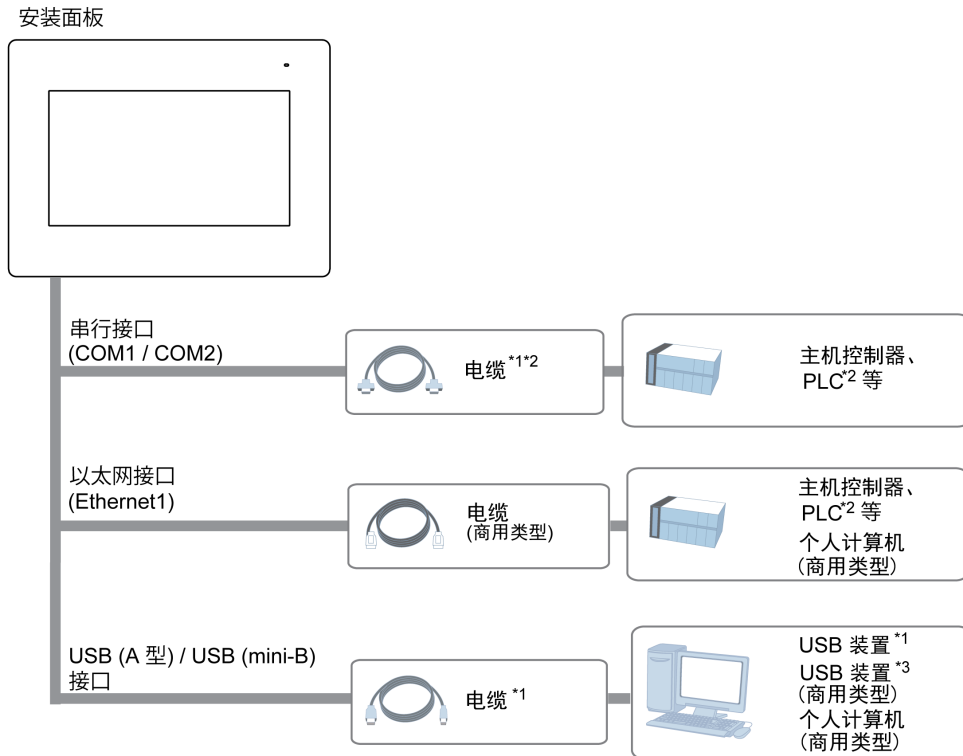 安装面板
串行接口
(COM1 / COM2)
电缆 *1*2
主机控制器、
PLC*2 等
以太网接口
(Ethernet1)
电缆
(商用类型)
主机控制器、
PLC*2 等
个人计算机
(商用类型)
USB (A 型) / USB (mini-B)
接口
电缆 *1
USB 装置 *1
USB 装置 *3
(商用类型)
个人计算机
(商用类型)